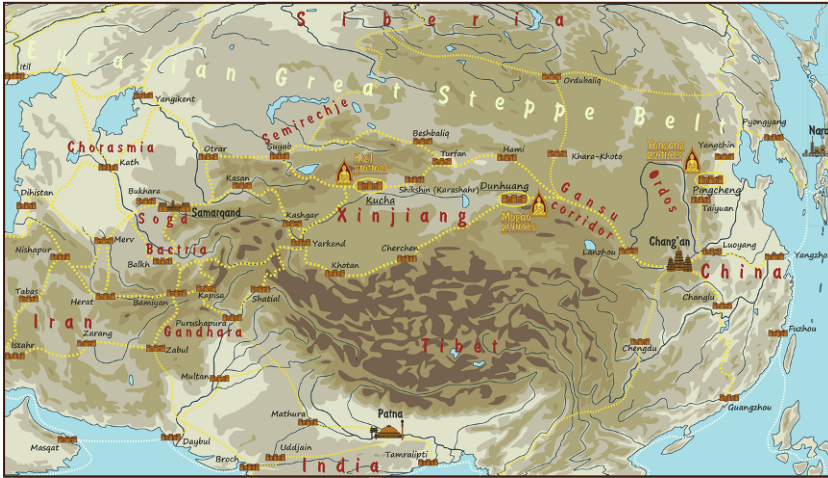 Siberia
Eurasian Great Steppe Belt
Itil
Yangikent
Ordubaliq
Pyongyang
Nara
Semirechje
Beshbaliq
Chorasmia
Otrar
Sujab
Turfan
Hami
Khara-Khoto
Yungang
grottoes
Yangthin
Kath
Kizil
grottoes
Kasan
Shikshin (Karashahr)
Dunhuang
Gansu
corridor
Ordos
Pingcheng
Dihistan
Bukhara
Kucha
Taiyuan
Sogd
Samarqand
Kashgar
Xinjiang
Mogao
grottoes
Merv
Yarkend
Chang'an
Luoyang
Nishapur
Bactria
Balkh
Cherchen
Lanzhou
Yangzho
Khotan
China
Tabas
Herat
Bamiyan
Kapisa
Shatial
Changlu
Iran
Purushapura
Gandhara
Zarang
Fuzhou
Tibet
Istahr
Zabul
Chengdu
Multan
Mathura
Patna
Guangzhou
Masqat
Daybul
Uddjain
Tamralipti
Broch
India